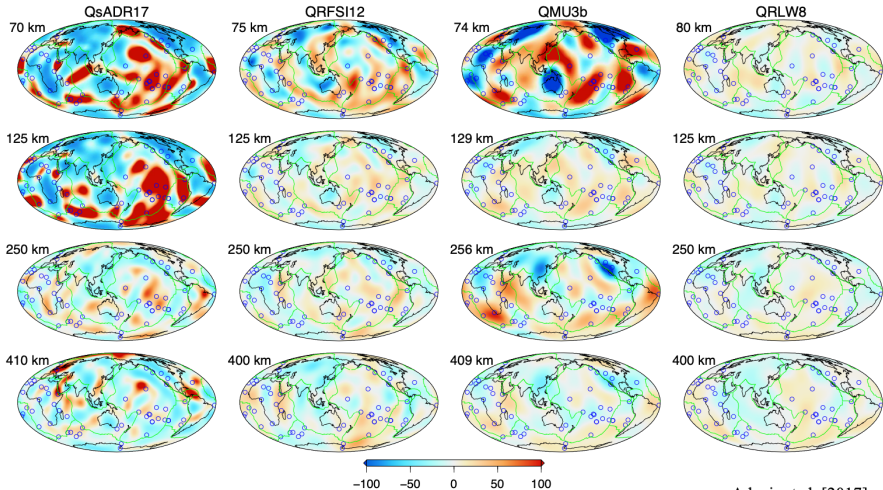 QsADR17 QRFSI12 QMU3b QRLW8
70 km 75 km 74 km 80 km
125 km 125 km 129 km 125 km
250 km 250 km 256 km 250 km
410 km 400 km 409 km 400 km
−100 −50 0 50 100
[2017]